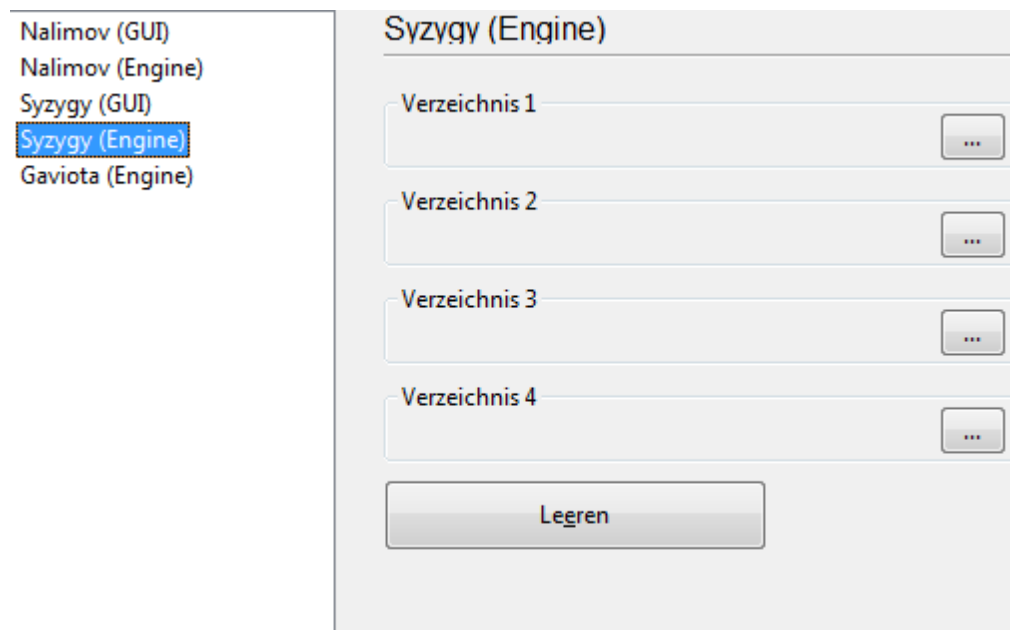 Nalimov (GUI)
Nalimov (Engine)
Syzygy (GUI)
Syzygy (Engine)
Gaviota (Engine)
Syzygy (Engine)
Verzeichnis 1
...
Verzeichnis 2
...
Verzeichnis 3
...
Verzeichnis 4
...
Leeren